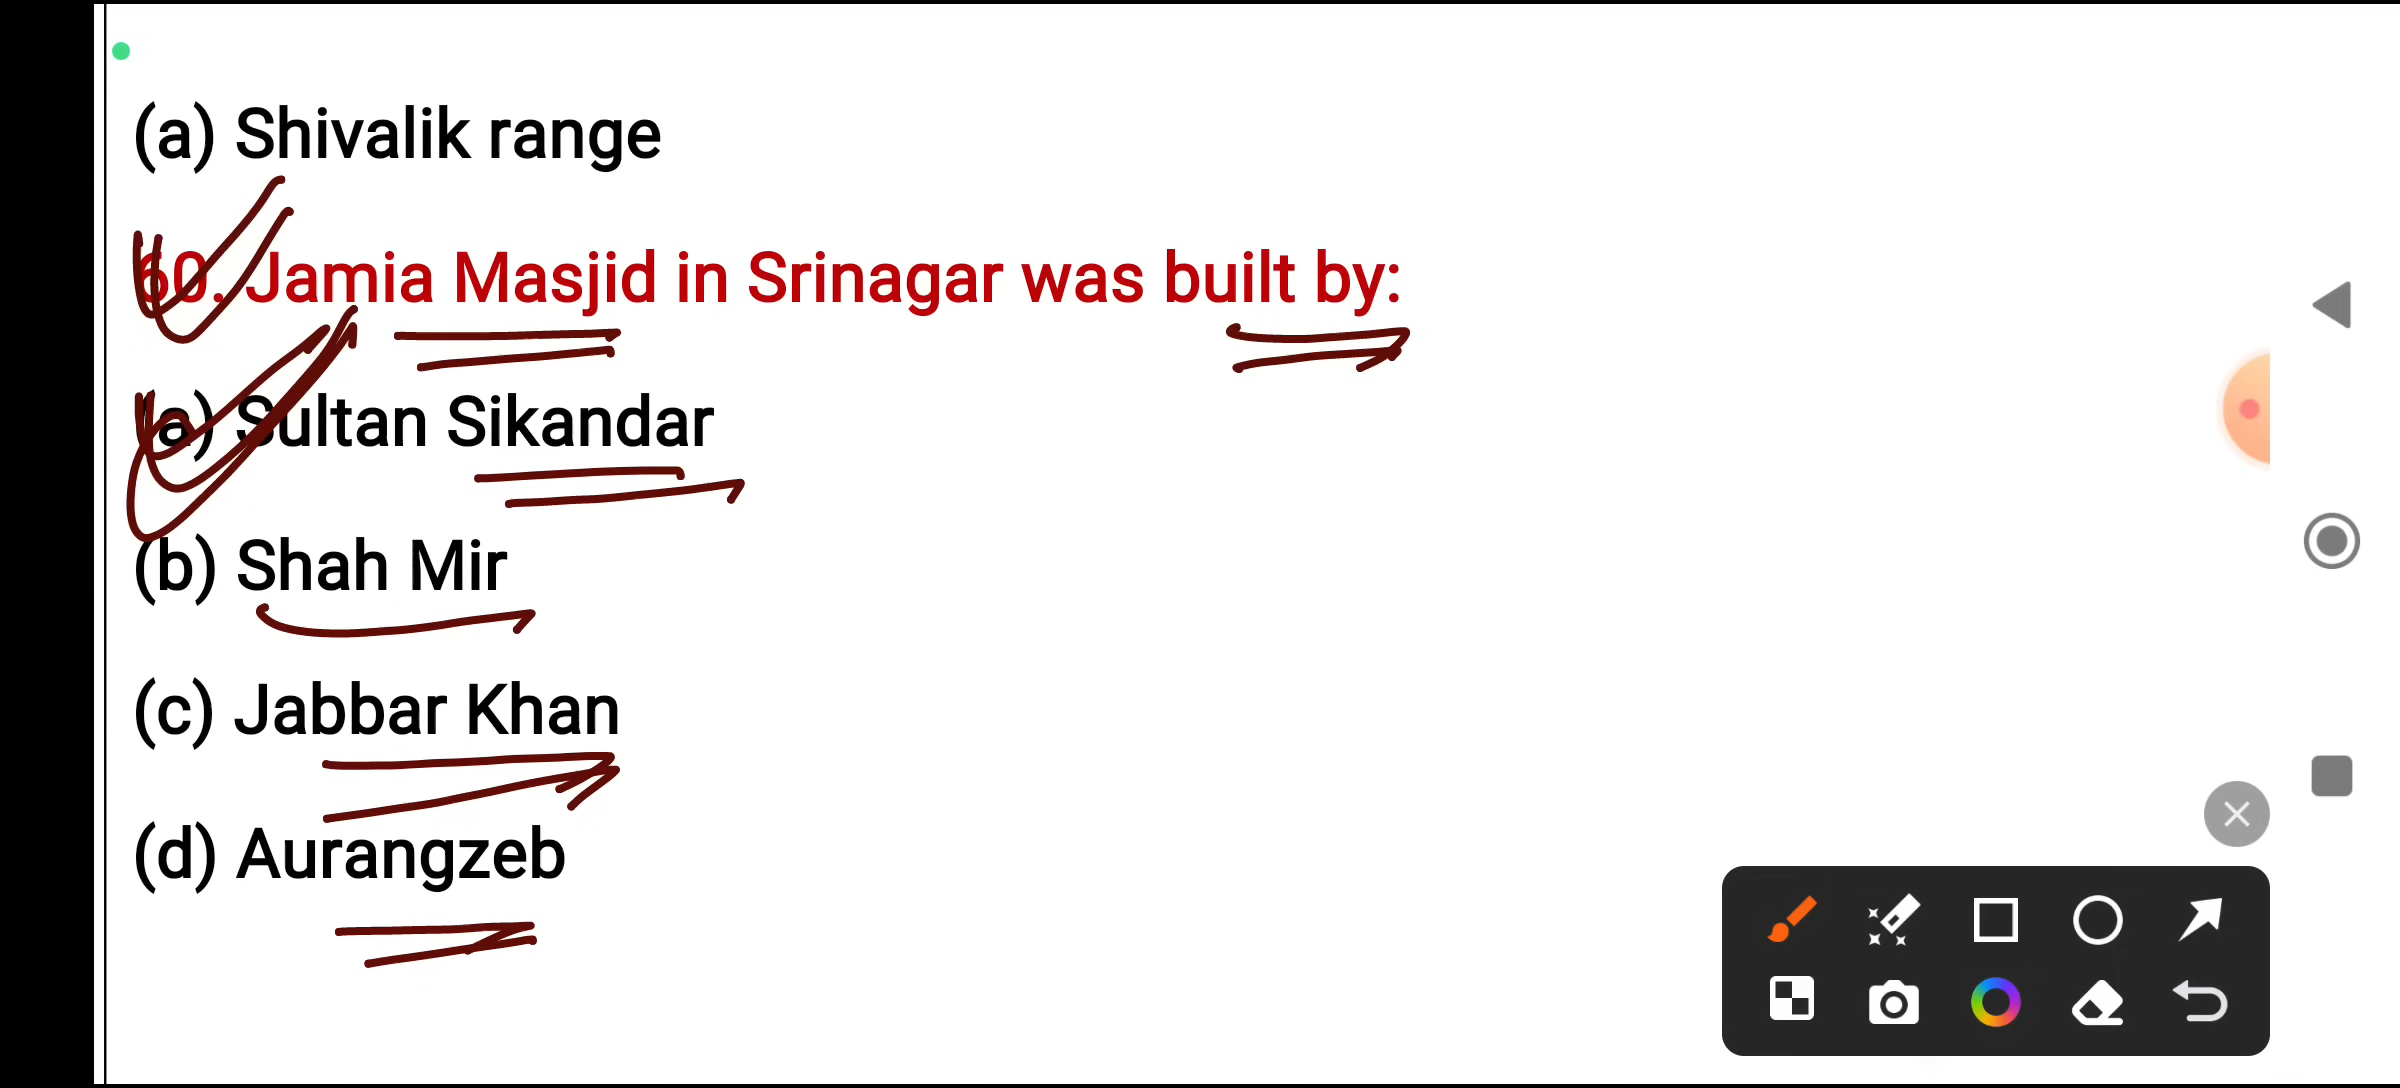 (a) Shivalik range
60. Jamia Masjid in Srinagar was built by:
(a) Sultan Sikandar
(b) Shah Mir
(c) Jabbar Khan
(d) Aurangzeb